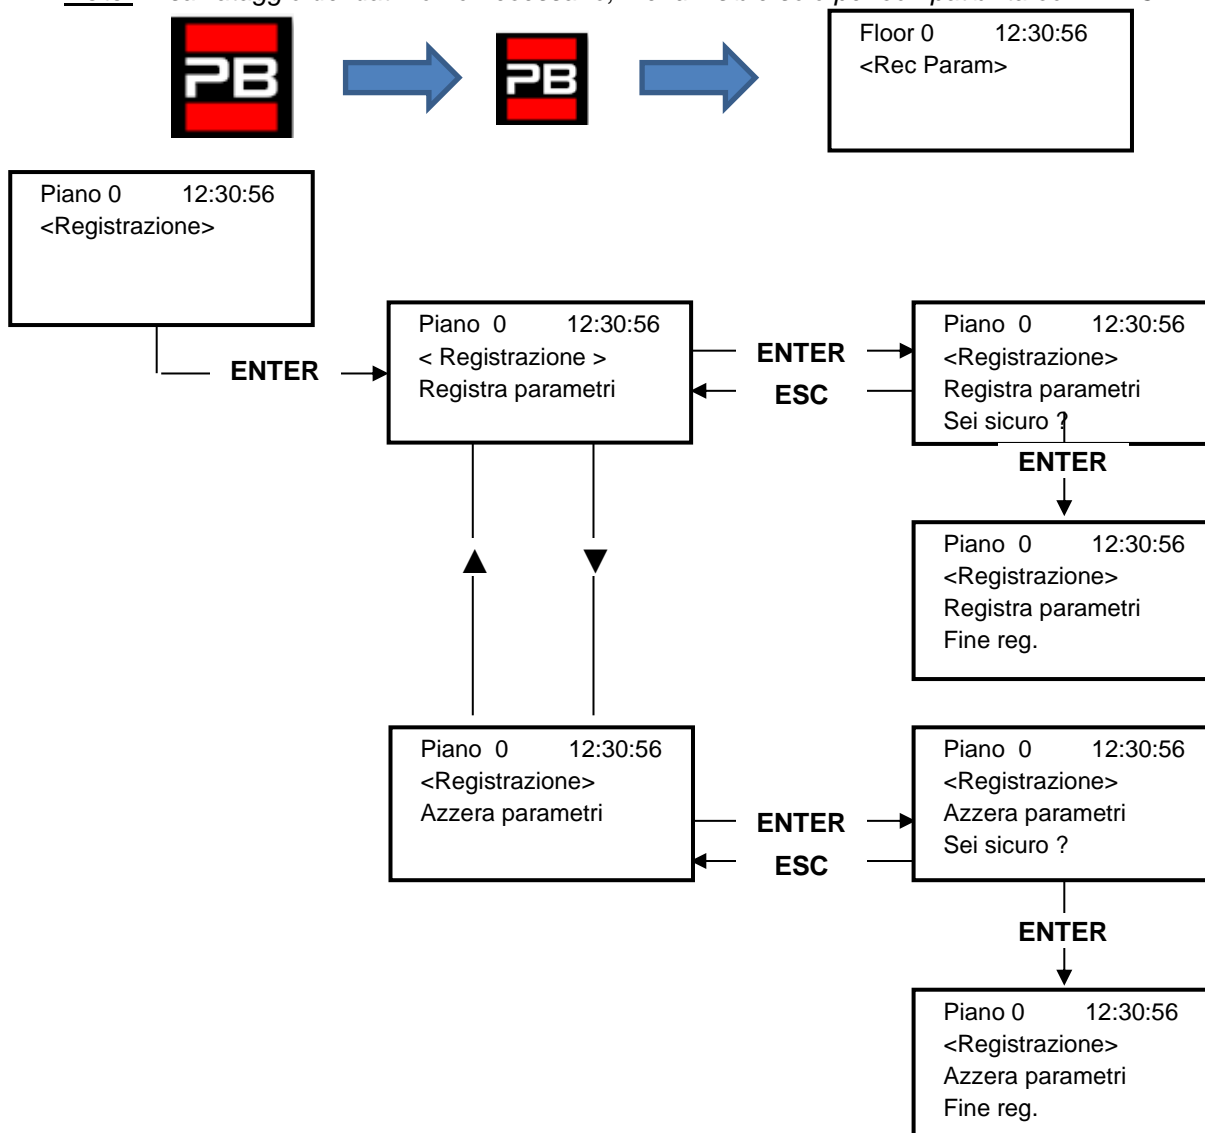 PB
PB
Floor 0 12:30:56
<Rec Param>
Piano 0 12:30:56
<Registrazione>
ENTER
Piano 0 12:30:56
< Registrazione >
Registra parametri
ENTER
ESC
Piano 0 12:30:56
<Registrazione>
Registra parametri
Sei sicuro ?
ENTER
Piano 0 12:30:56
<Registrazione>
Registra parametri
Fine reg.
▲ ▼
Piano 0 12:30:56
<Registrazione>
Azzera parametri
ENTER
ESC
Piano 0 12:30:56
<Registrazione>
Azzera parametri
Sei sicuro ?
ENTER
Piano 0 12:30:56
<Registrazione>
Azzera parametri
Fine reg.